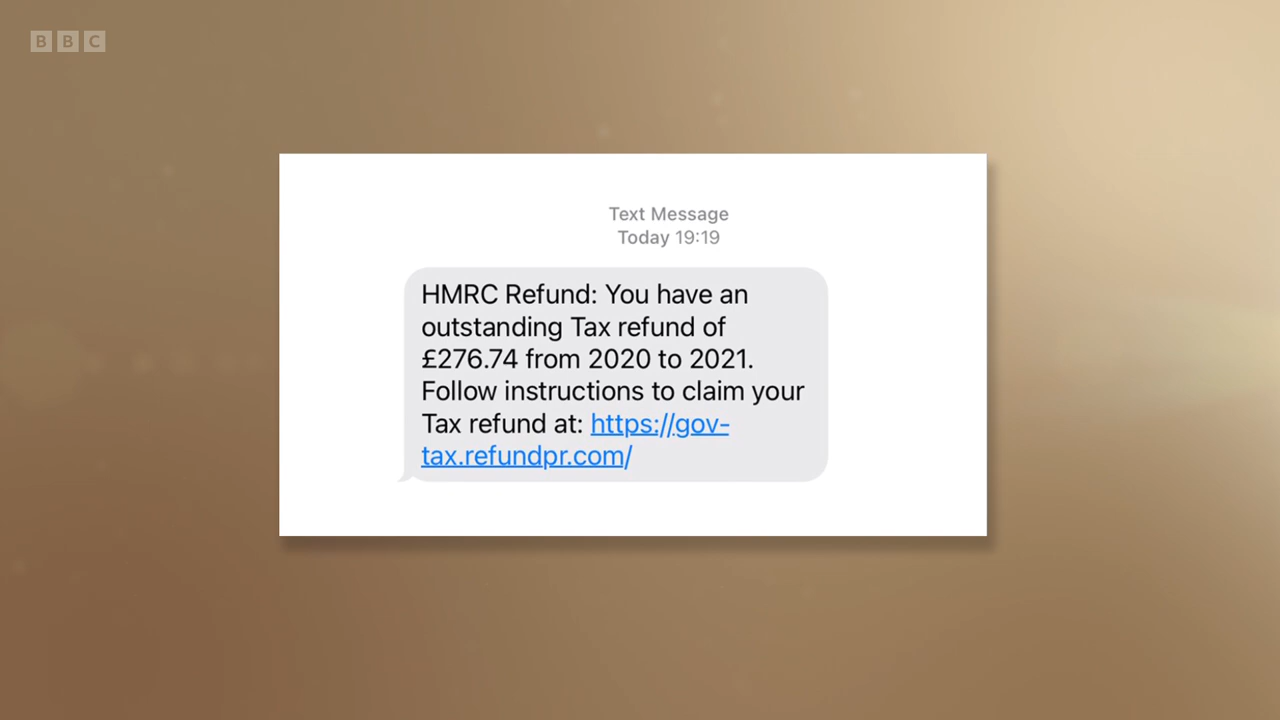 BBC
Text Message
Today 19:19
HMRC Refund: You have an
outstanding Tax refund of
£276.74 from 2020 to 2021.
Follow instructions to claim your
Tax refund at: https://gov-
tax.refundpr.com/